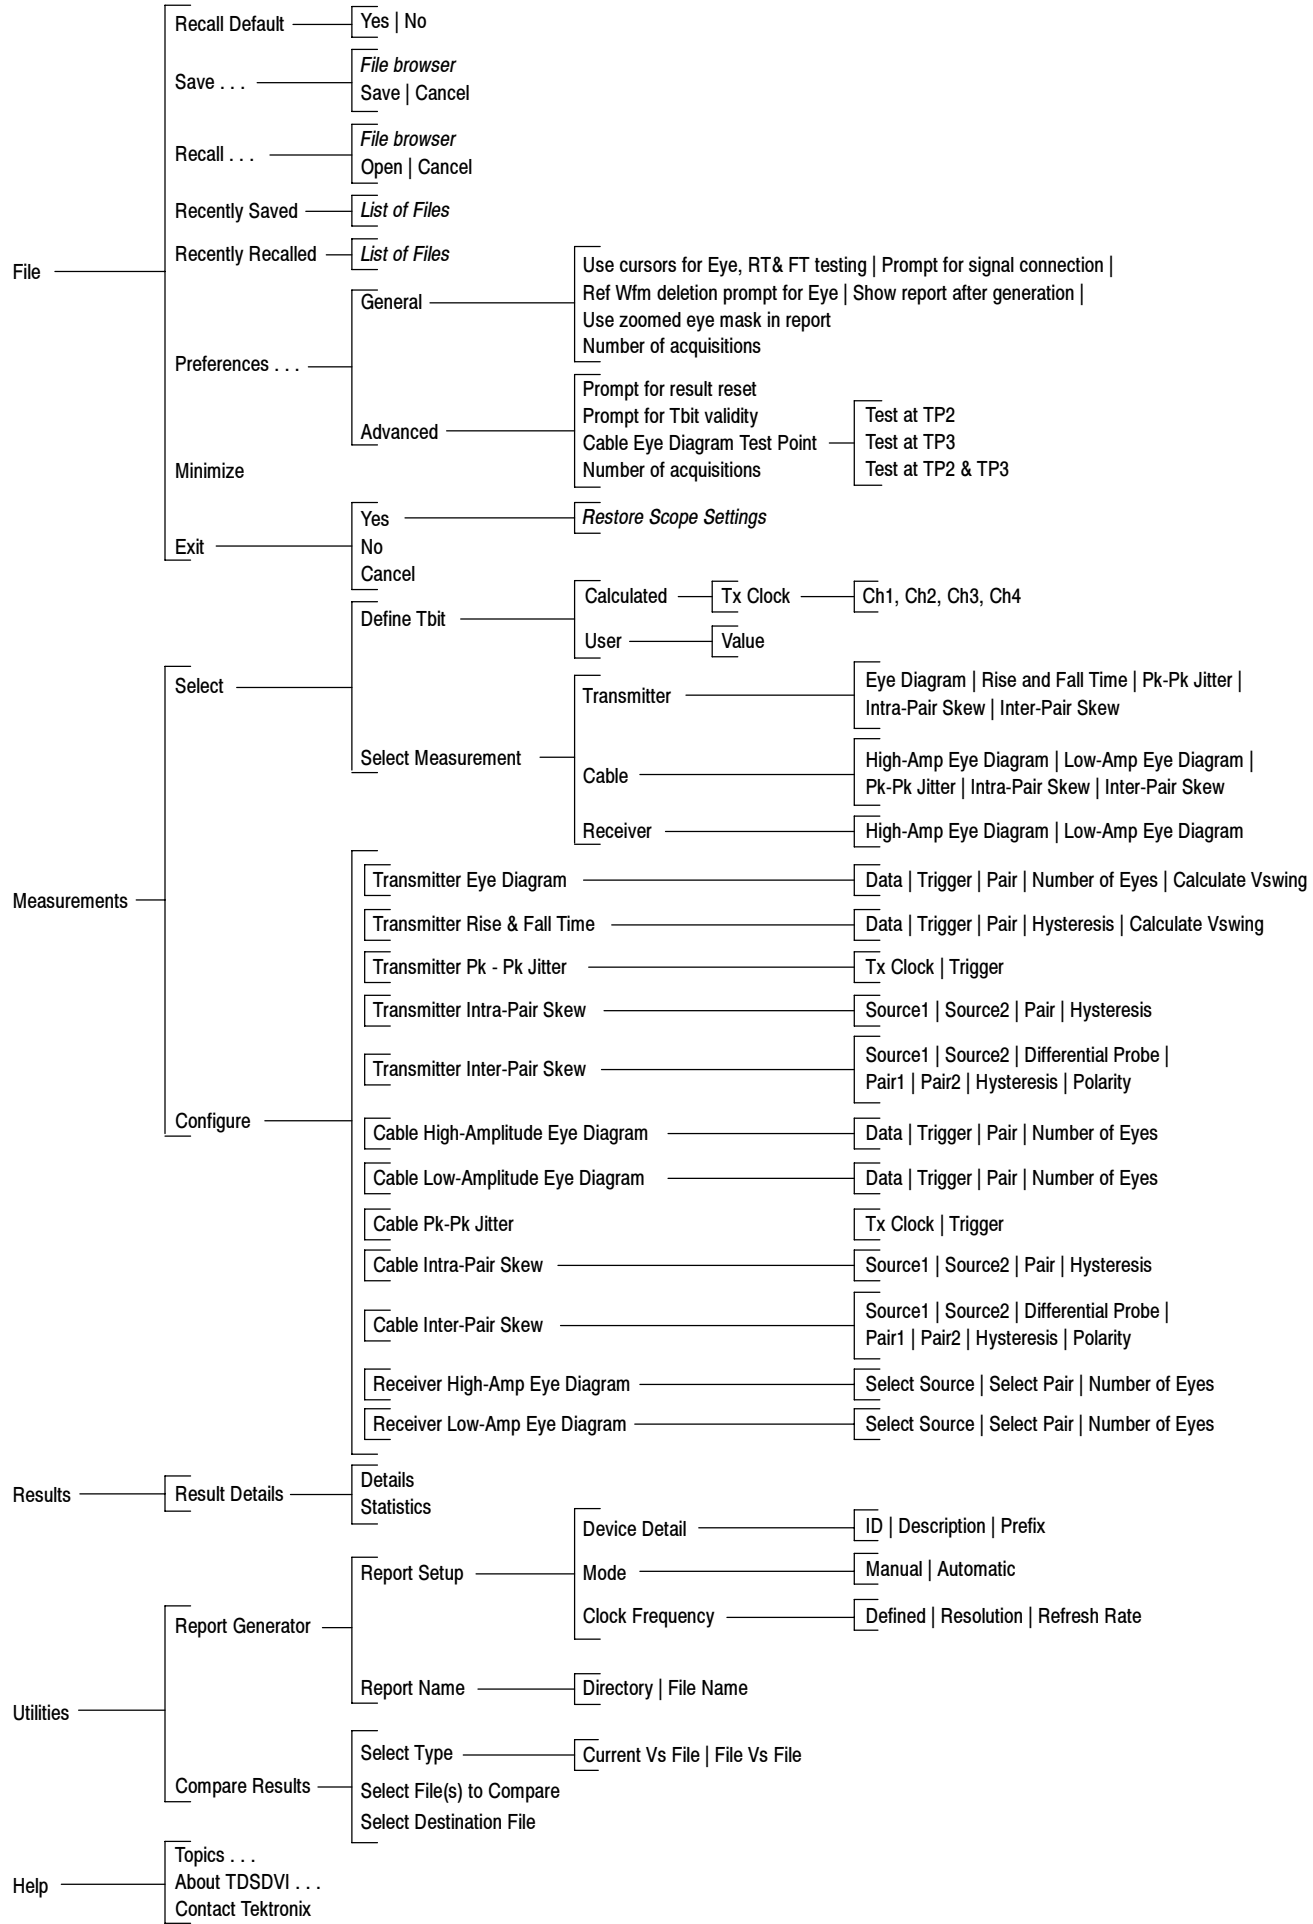 File
Recall Default
Yes | No
Save . . .
File browser
Save | Cancel
Recall . . .
File browser
Open | Cancel
Recently Saved
List of Files
Recently Recalled
List of Files
Preferences . . .
General
Use cursors for Eye, RT& FT testing | Prompt for signal connection |
Ref Wfm deletion prompt for Eye | Show report after generation |
Use zoomed eye mask in report
Number of acquisitions
Advanced
Prompt for result reset
Prompt for Tbit validity
Cable Eye Diagram Test Point
Test at TP2
Test at TP3
Test at TP2 & TP3
Number of acquisitions
Minimize
Exit
Yes
Restore Scope Settings
No
Cancel
Measurements
Select
Define Tbit
Calculated
Tx Clock
Ch1, Ch2, Ch3, Ch4
User
Value
Select Measurement
Transmitter
Eye Diagram | Rise and Fall Time | Pk-Pk Jitter |
Intra-Pair Skew | Inter-Pair Skew
Cable
High-Amp Eye Diagram | Low-Amp Eye Diagram |
Pk-Pk Jitter | Intra-Pair Skew | Inter-Pair Skew
Receiver
High-Amp Eye Diagram | Low-Amp Eye Diagram
Configure
Transmitter Eye Diagram
Data | Trigger | Pair | Number of Eyes | Calculate Vswing
Transmitter Rise & Fall Time
Data | Trigger | Pair | Hysteresis | Calculate Vswing
Transmitter Pk - Pk Jitter
Tx Clock | Trigger
Transmitter Intra-Pair Skew
Source1 | Source2 | Pair | Hysteresis
Transmitter Inter-Pair Skew
Source1 | Source2 | Differential Probe |
Pair1 | Pair2 | Hysteresis | Polarity
Cable High-Amplitude Eye Diagram
Data | Trigger | Pair | Number of Eyes
Cable Low-Amplitude Eye Diagram
Data | Trigger | Pair | Number of Eyes
Cable Pk-Pk Jitter
Tx Clock | Trigger
Cable Intra-Pair Skew
Source1 | Source2 | Pair | Hysteresis
Cable Inter-Pair Skew
Source1 | Source2 | Differential Probe |
Pair1 | Pair2 | Hysteresis | Polarity
Receiver High-Amp Eye Diagram
Select Source | Select Pair | Number of Eyes
Receiver Low-Amp Eye Diagram
Select Source | Select Pair | Number of Eyes
Results
Result Details
Details
Statistics
Utilities
Report Generator
Report Setup
Device Detail
ID | Description | Prefix
Mode
Manual | Automatic
Clock Frequency
Defined | Resolution | Refresh Rate
Report Name
Directory | File Name
Compare Results
Select Type
Current Vs File | File Vs File
Select File(s) to Compare
Select Destination File
Help
Topics . . .
About TDSDVI . . .
Contact Tektronix